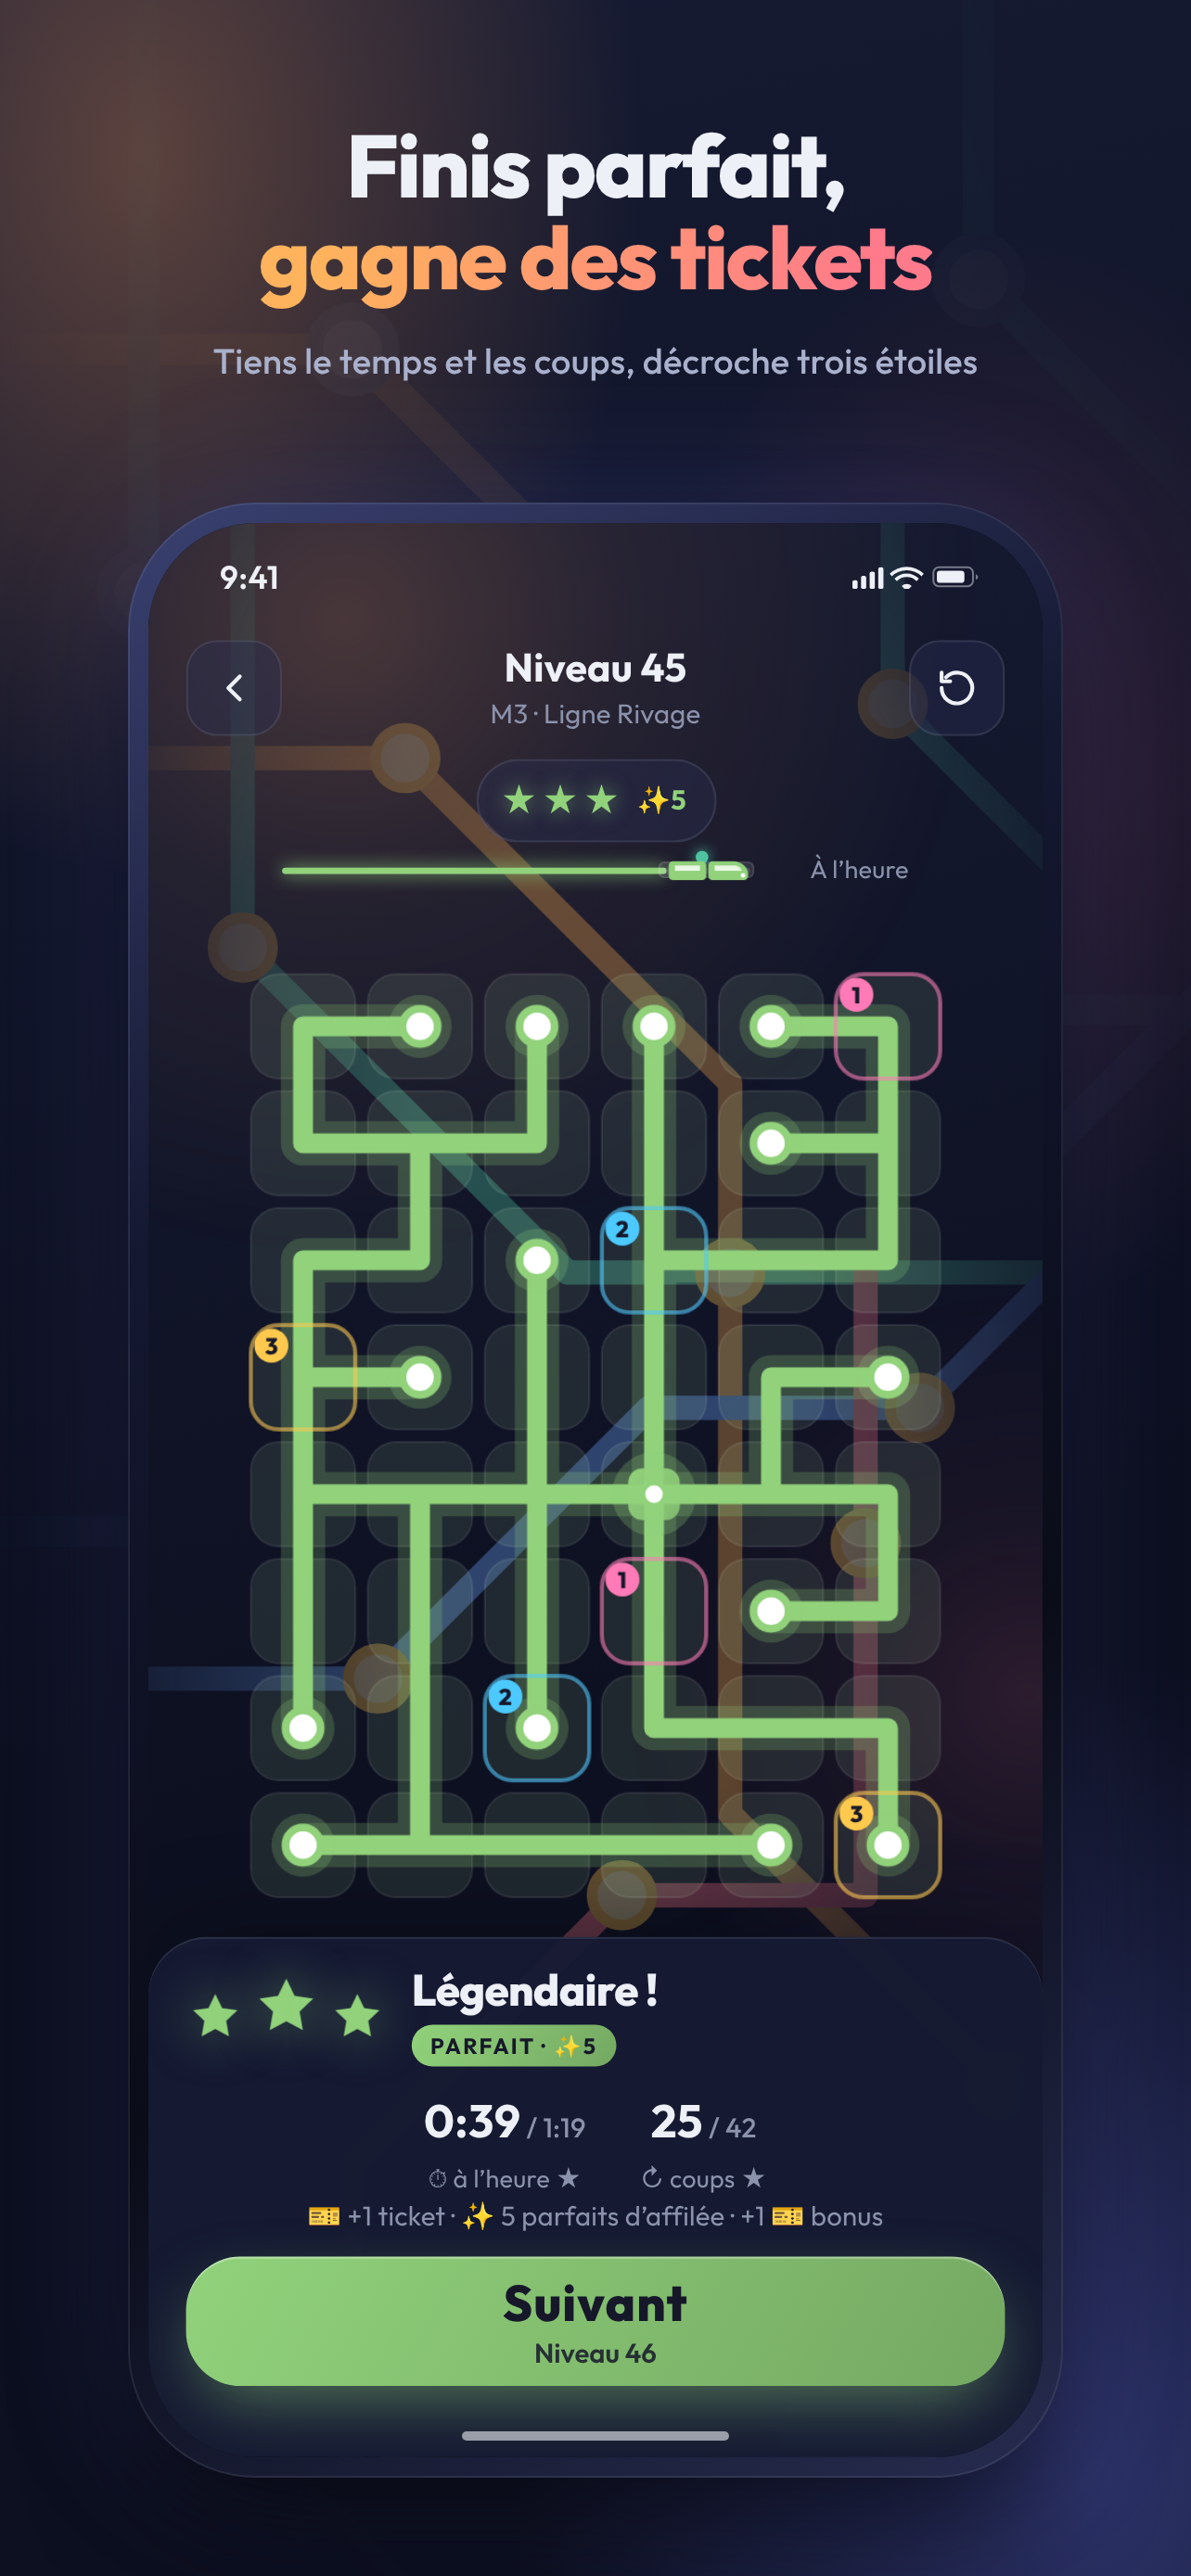 Finis parfait,
gagne des tickets
Tiens le temps et les coups, décroche trois étoiles
9:41
Niveau 45
M3 · Ligne Rivage
★ ★ ★ ✨5
À l’heure
1
2
3
1
2
3
Légendaire !
PARFAIT · ✨5
0:39 / 1:19 25 / 42
⏱ à l’heure ★ ↻ coups ★
🎫 +1 ticket · ✨ 5 parfaits d’affilée · +1 🎫 bonus
Suivant
Niveau 46